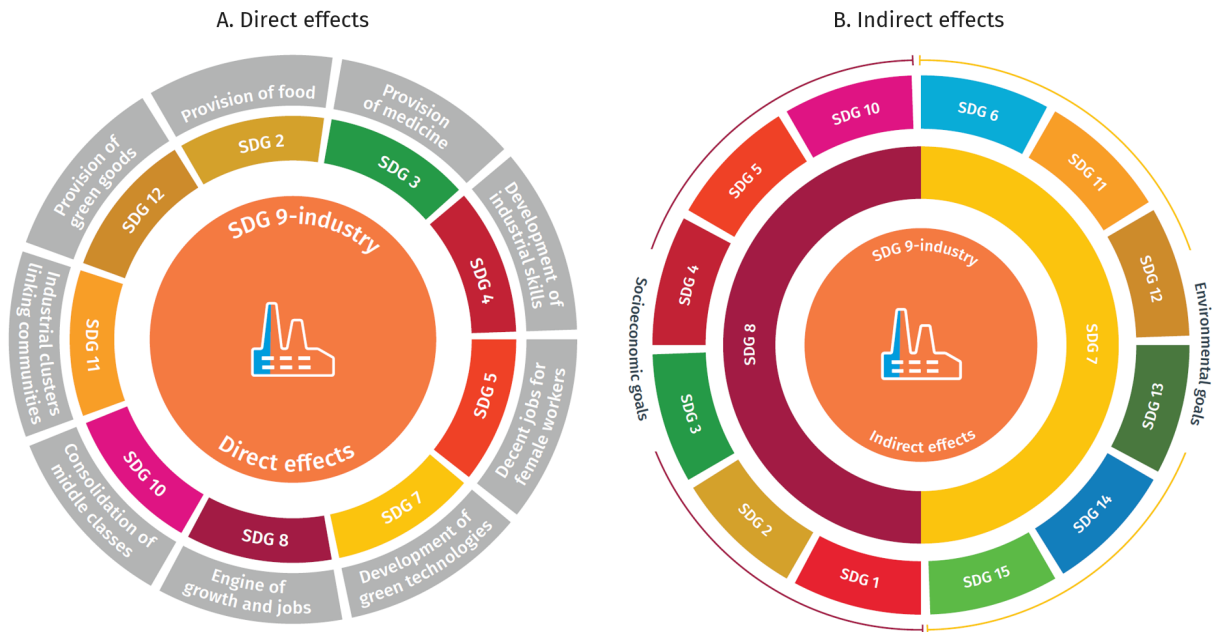 A. Direct effects
Provision of food
Provision
of medicine
Development of
industrial skills
Decent jobs for
female workers
Development of
green technologies
Engine of
growth and jobs
Consolidation of
middle classes
Industrial clusters
linking communities
Provision of
green goods
SDG 2
SDG 3
SDG 4
SDG 5
SDG 7
SDG 8
SDG 10
SDG 11
SDG 12
SDG 9-industry
Direct effects
B. Indirect effects
Socioeconomic goals
Environmental goals
SDG 6
SDG 11
SDG 12
SDG 13
SDG 14
SDG 15
SDG 1
SDG 2
SDG 3
SDG 4
SDG 5
SDG 10
SDG 8
SDG 7
SDG 9-industry
Indirect effects